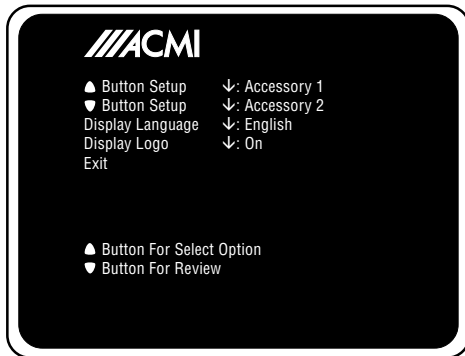 ACMI
Button Setup ↓: Accessory 1
Button Setup ↓: Accessory 2
Display Language ↓: English
Display Logo ↓: On
Exit
Button For Select Option
Button For Review